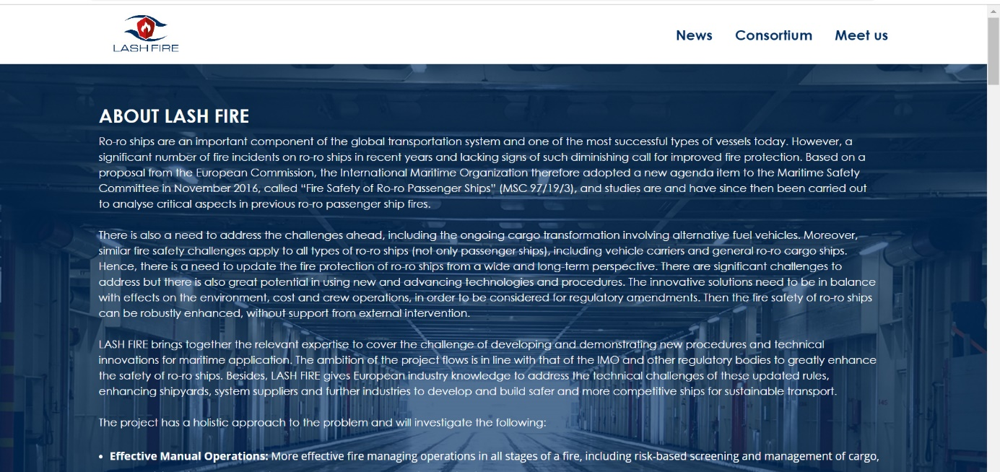 LASH FIRE
News Consortium Meet us
ABOUT LASH FIRE
Ro-ro ships are an important component of the global transportation system and one of the most successful types of vessels today. However, a
significant number of fire incidents on ro-ro ships in recent years and lacking signs of such diminishing call for improved fire protection. Based on a
proposal from the European Commission, the International Maritime Organization therefore adopted a new agenda item to the Maritime Safety
Committee in November 2016, called “Fire Safety of Ro-ro Passenger Ships” (MSC 97/19/3), and studies are and have since then been carried out
to analyse critical aspects in previous ro-ro passenger ship fires.
There is also a need to address the challenges ahead, including the ongoing cargo transformation involving alternative fuel vehicles. Moreover,
similar fire safety challenges apply to all types of ro-ro ships (not only passenger ships), including vehicle carriers and general ro-ro cargo ships.
Hence, there is a need to update the fire protection of ro-ro ships from a wide and long-term perspective. There are significant challenges to
address but there is also great potential in using new and advancing technologies and procedures. The innovative solutions need to be in balance
with effects on the environment, cost and crew operations, in order to be considered for regulatory amendments. Then the fire safety of ro-ro ships
can be robustly enhanced, without support from external intervention.
LASH FIRE brings together the relevant expertise to cover the challenge of developing and demonstrating new procedures and technical
innovations for maritime application. The ambition of the project flows is in line with that of the IMO and other regulatory bodies to greatly enhance
the safety of ro-ro ships. Besides, LASH FIRE gives European industry knowledge to address the technical challenges of these updated rules,
enhancing shipyards, system suppliers and further industries to develop and build safer and more competitive ships for sustainable transport.
The project has a holistic approach to the problem and will investigate the following:
• Effective Manual Operations: More effective fire managing operations in all stages of a fire, including risk-based screening and management of cargo,